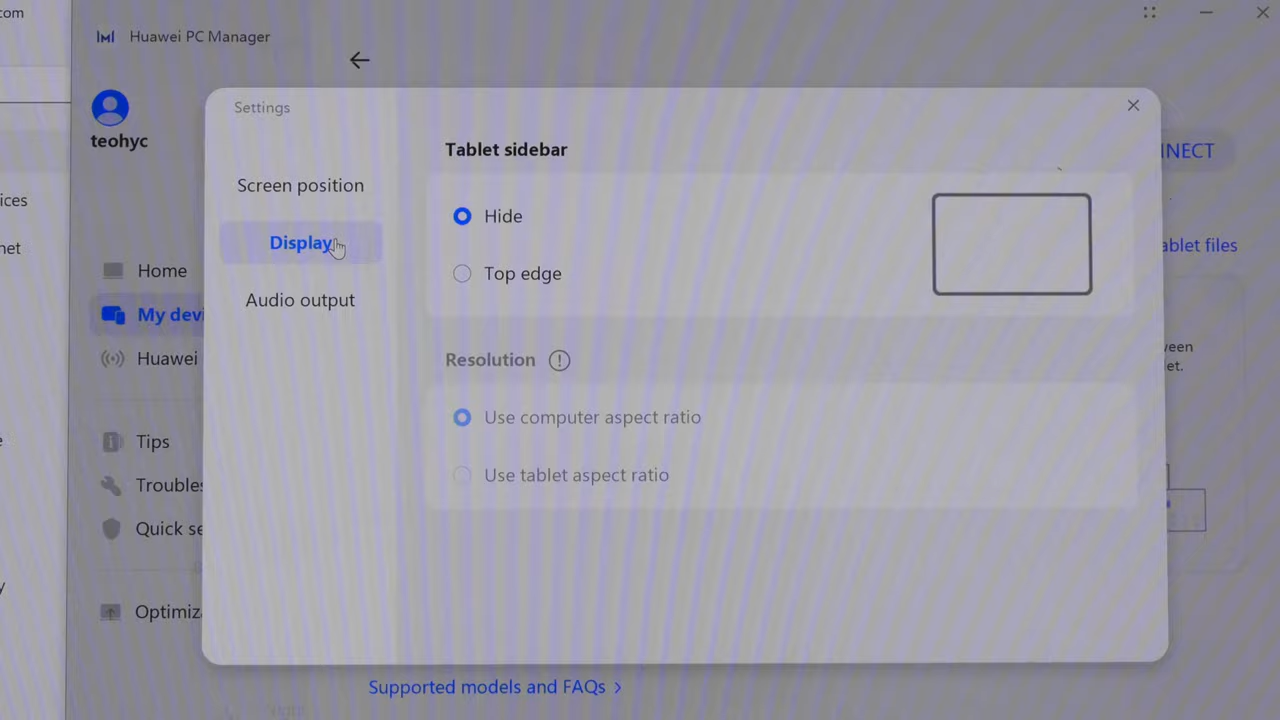 com
Huawei PC Manager
teohyc
ices
net
Home
My devi
Huawei
Tips
Troubles
Quick se
Optimiz
Settings
Screen position
Display
Audio output
Tablet sidebar
Hide
Top edge
Resolution
Use computer aspect ratio
Use tablet aspect ratio
NNECT
ablet files
ween
et.
Supported models and FAQs